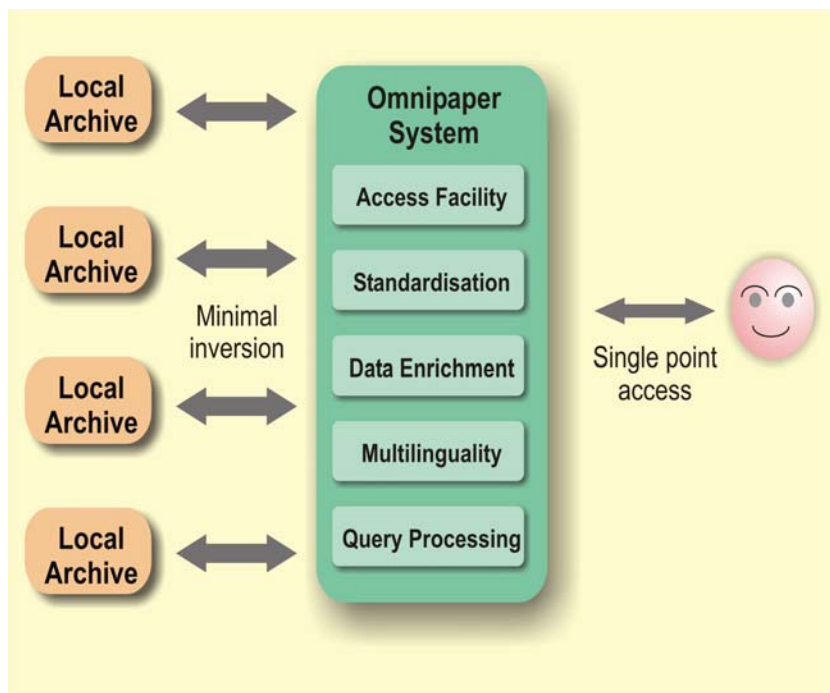 Local
Archive
Local
Archive
Local
Archive
Local
Archive
Minimal
inversion
Omnipaper
System
Access Facility
Standardisation
Data Enrichment
Multilinguality
Query Processing
Single point
access